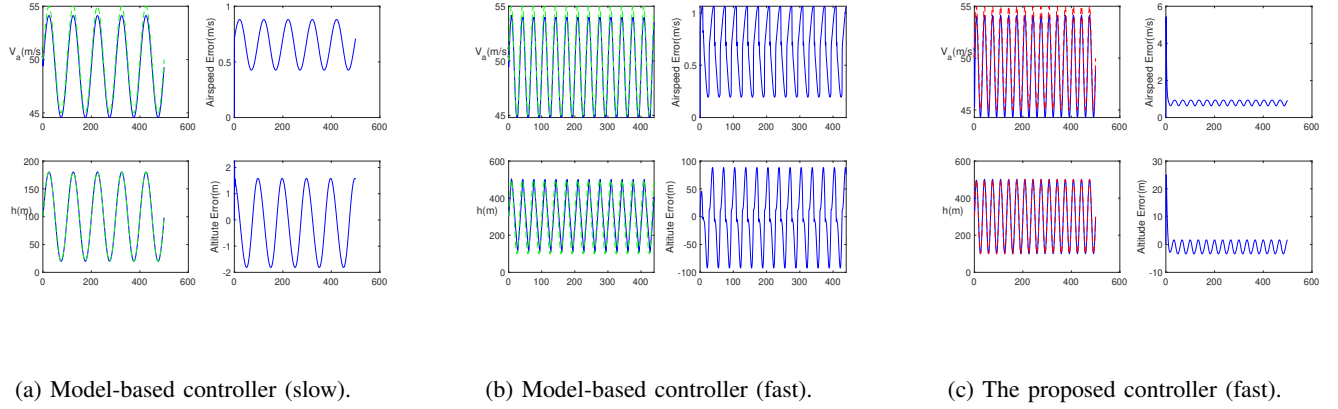 55
50
45
V_a(m/s)
0 200 400 600
1
0.5
0
Airspeed Error(m/s)
0 200 400 600
200
150
100
50
0
h(m)
0 200 400 600
2
1
0
-1
-2
Altitute Error(m)
0 200 400 600
(a) Model-based controller (slow).
55
50
45
V_a(m/s)
0 100 200 300 400
1
0.5
0
Airspeed Error(m/s)
0 100 200 300 400
600
400
200
0
h(m)
0 100 200 300 400
100
50
0
-50
-100
Altitute Error(m)
0 100 200 300 400
(b) Model-based controller (fast).
55
50
45
V_a(m/s
0 200 400 600
6
4
2
0
Airspeed Error(m/s)
0 200 400 600
600
400
200
0
h(m)
0 200 400 600
30
20
10
0
-10
Altitude Error(m)
0 200 400 600
(c) The proposed controller (fast).